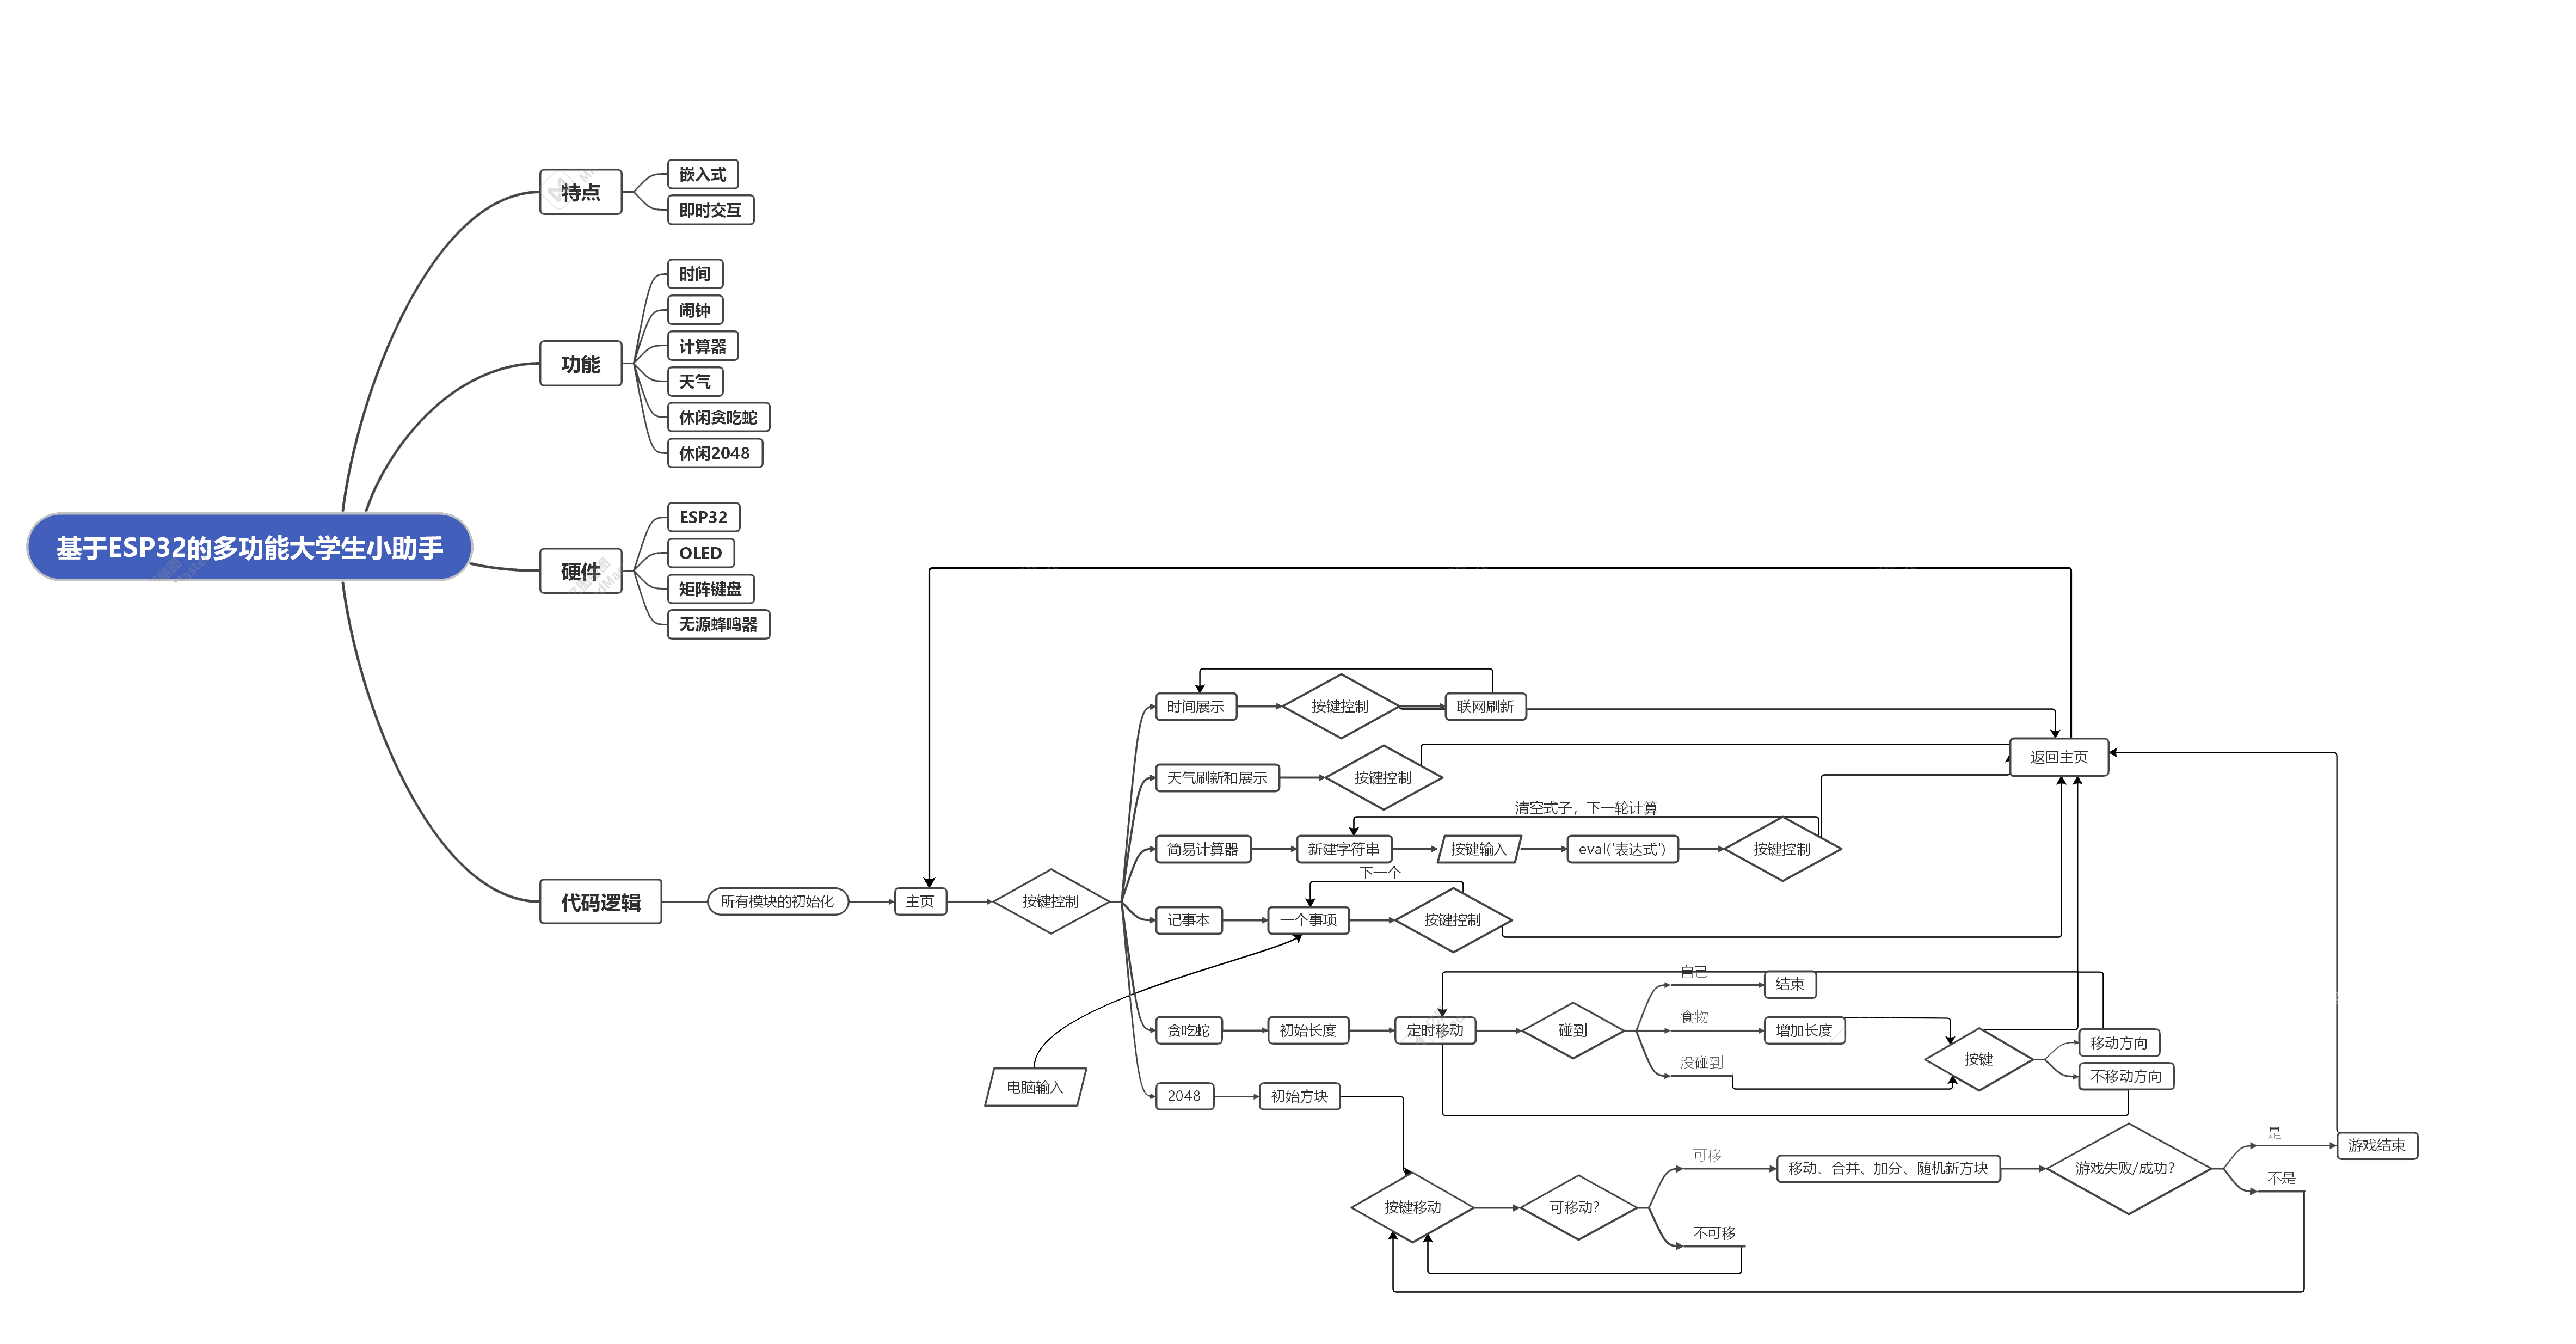 基于ESP32的多功能大学生小助手
特点
嵌入式
即时交互
功能
时间
闹钟
计算器
天气
休闲贪吃蛇
休闲2048
硬件
ESP32
OLED
矩阵键盘
无源蜂鸣器
代码逻辑
所有模块的初始化
主页
按键控制
时间展示
按键控制
联网刷新
返回主页
天气刷新和展示
按键控制
清空式子，下一轮计算
简易计算器
新建字符串
按键输入
eval('表达式')
按键控制
下一个
记事本
一个事项
按键控制
电脑输入
贪吃蛇
初始长度
定时移动
碰到
自己
结束
食物
增加长度
没碰到
按键
移动方向
不移动方向
2048
初始方块
按键移动
可移动?
可移
移动、合并、加分、随机新方块
游戏失败/成功?
是
游戏结束
不是
不可移